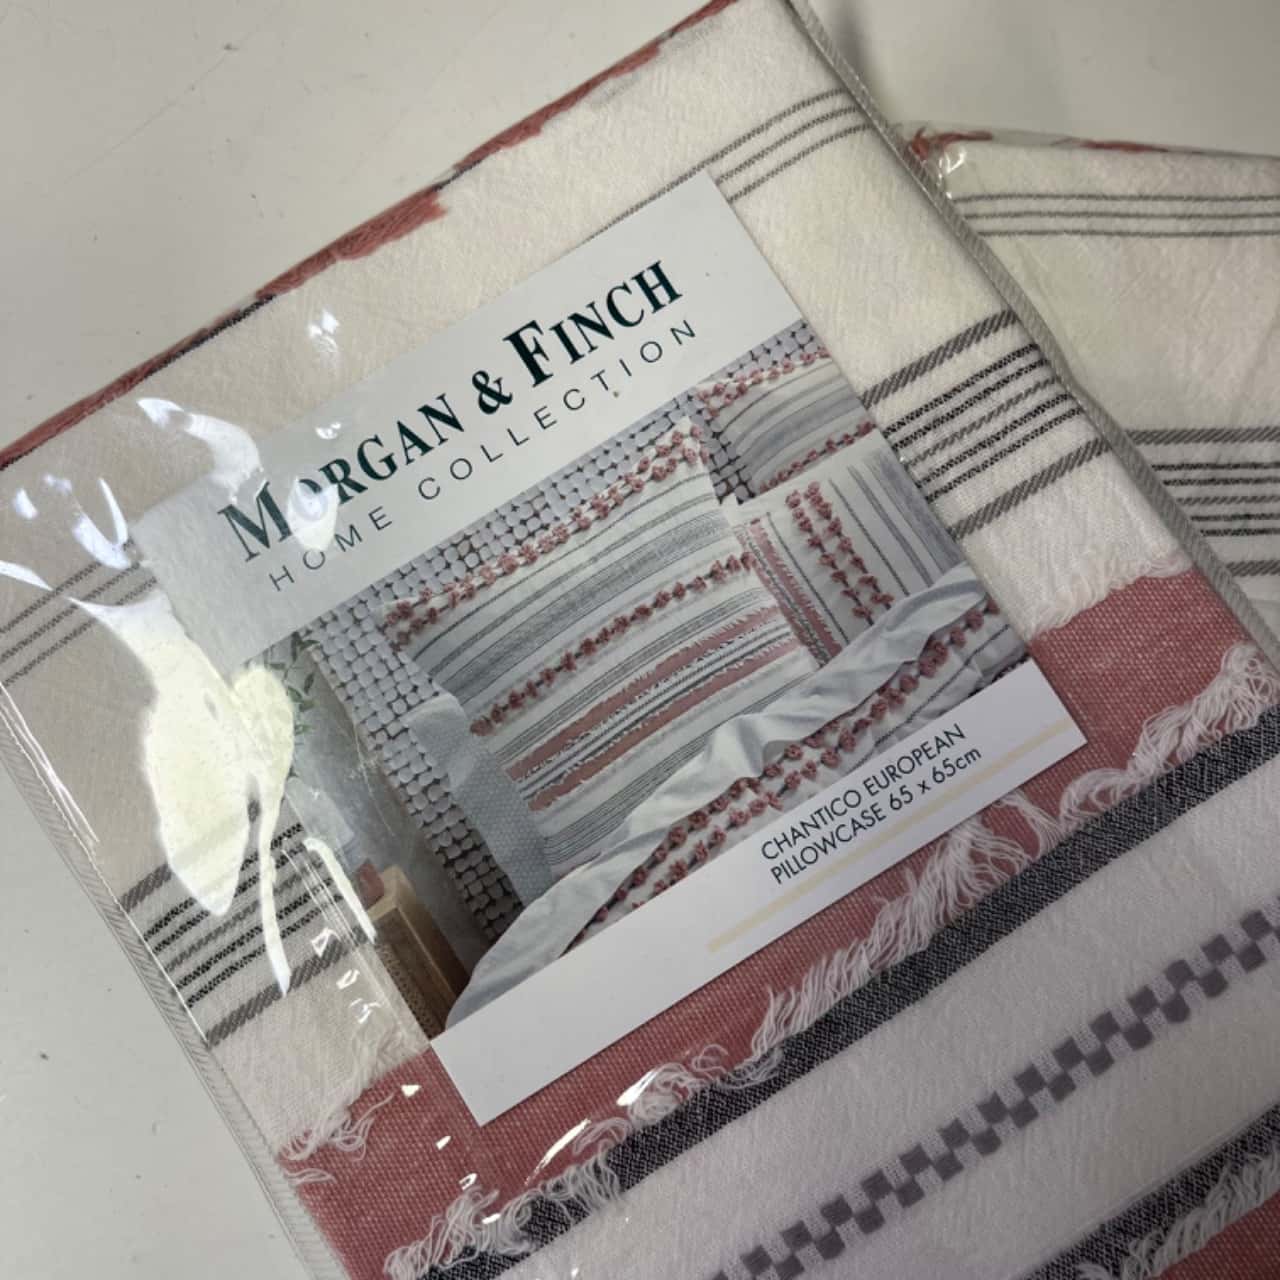 MORGAN & FINCH
HOME COLLECTION
CHANTICO EUROPEAN
PILLOWCASE 65 x 65cm